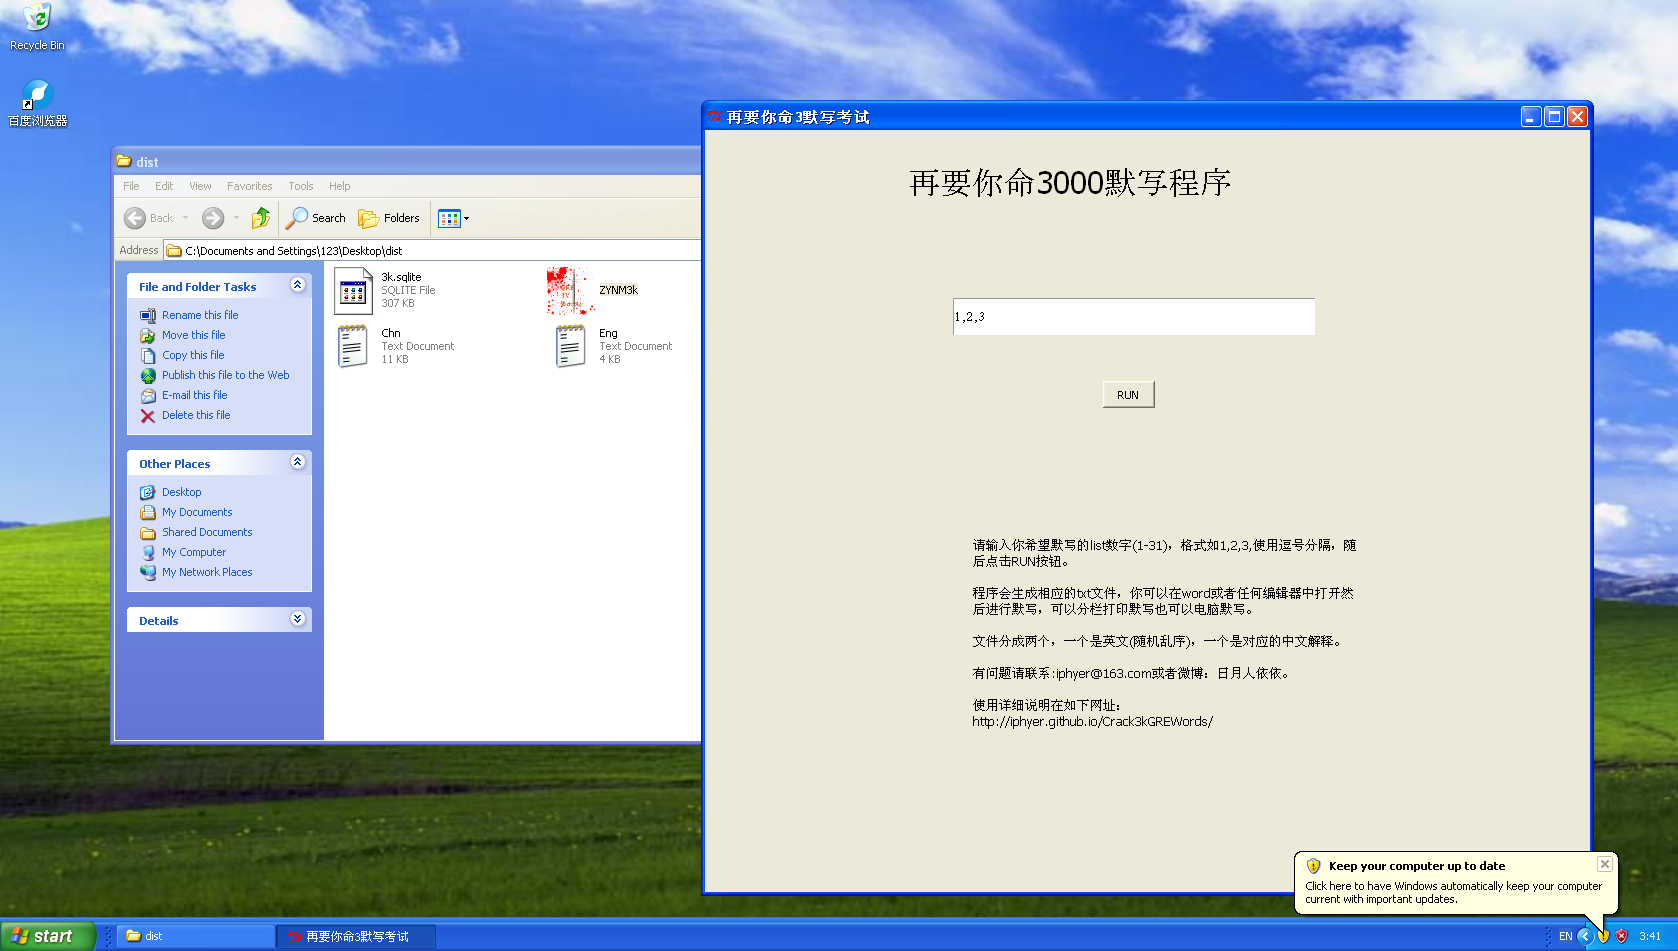 Recycle Bin
百度浏览器
dist
File Edit View Favorites Tools Help
Back Search Folders
Address C:\Documents and Settings\123\Desktop\dist
File and Folder Tasks
Rename this file
Move this file
Copy this file
Publish this file to the Web
E-mail this file
Delete this file
Other Places
Desktop
My Documents
Shared Documents
My Computer
My Network Places
Details
3k.sqlite
SQLITE File
307 KB
ZYNM3k
Chn
Text Document
11 KB
Eng
Text Document
4 KB
再要你命3默写考试
再要你命3000默写程序
1,2,3
RUN
请输入你希望默写的list数字(1-31)，格式如1,2,3,使用逗号分隔，随
后点击RUN按钮。
程序会生成相应的txt文件，你可以在word或者任何编辑器中打开然
后进行默写，可以分栏打印默写也可以电脑默写。
文件分成两个，一个是英文(随机乱序)，一个是对应的中文解释。
有问题请联系:iphyer@163.com或者微博：日月人依依。
使用详细说明在如下网址：
http://iphyer.github.io/Crack3kGREWords/
Keep your computer up to date
Click here to have Windows automatically keep your computer
current with important updates.
start dist 再要你命3默写考试 EN 3:41